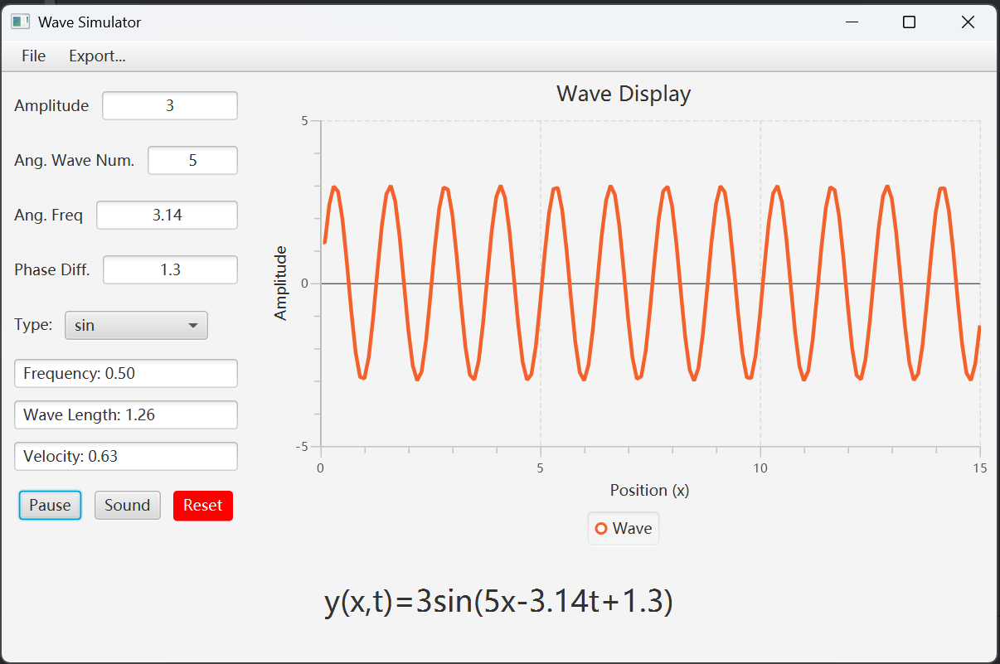 Wave Simulator
File Export...
Amplitude 3
Ang. Wave Num. 5
Ang. Freq 3.14
Phase Diff. 1.3
Type: sin
Frequency: 0.50
Wave Length: 1.26
Velocity: 0.63
Pause Sound Reset
Wave Display
5
0
-5
Amplitude
0 5 10 15
Position (x)
Wave
y(x,t)=3sin(5x-3.14t+1.3)